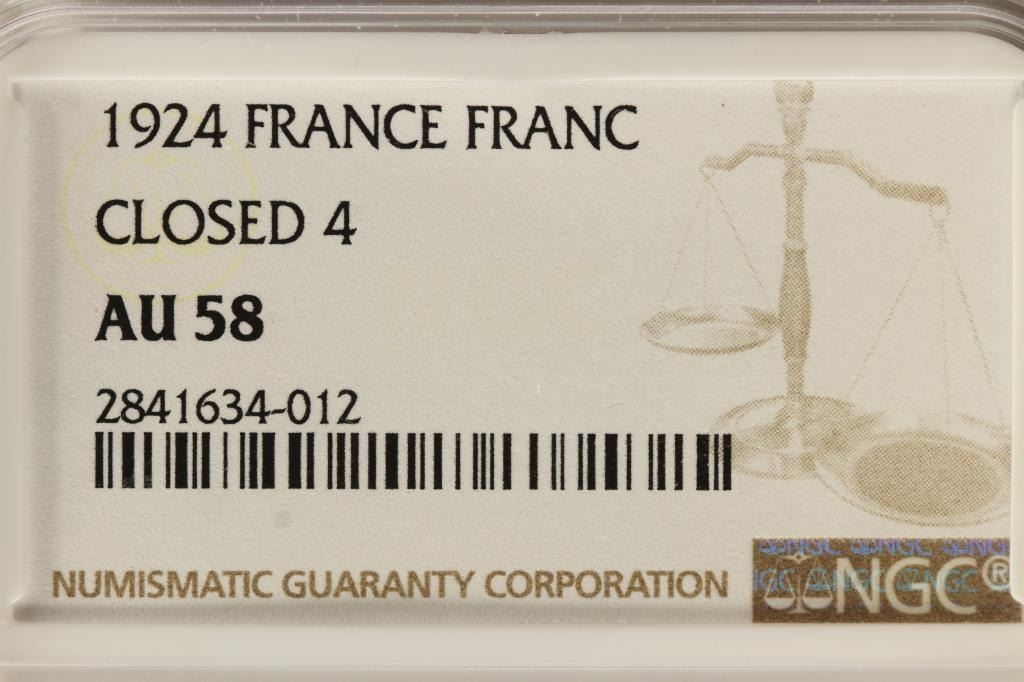 1924 FRANCE FRANC
CLOSED 4
AU 58
2841634-012
NUMISMATIC GUARANTY CORPORATION
NGC®